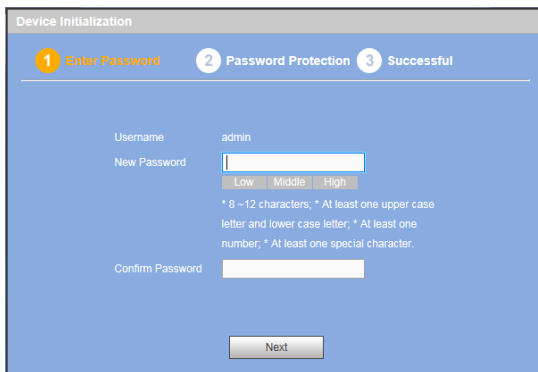 Device Initialization
1 Enter Password 2 Password Protection 3 Successful
Username admin
New Password
Low Middle High
* 8 ~12 characters; * At least one upper case
letter and lower case letter; * At least one
number; * At least one special character.
Confirm Password
Next